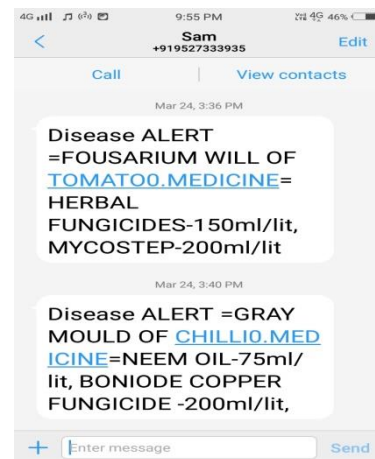 4G 9:55 PM 4G 46%
Sam
+919527333935
Edit
Call View contacts
Mar 24, 3:36 PM
Disease ALERT
=FOUSARIUM WILL OF
TOMATO0.MEDICINE=
HERBAL
FUNGICIDES-150ml/lit,
MYCOSTEP-200ml/lit
Mar 24, 3:40 PM
Disease ALERT =GRAY
MOULD OF CHILLI0.MED
ICINE=NEEM OIL-75ml/
lit, BONIODE COPPER
FUNGICIDE -200ml/lit,
Enter message Send